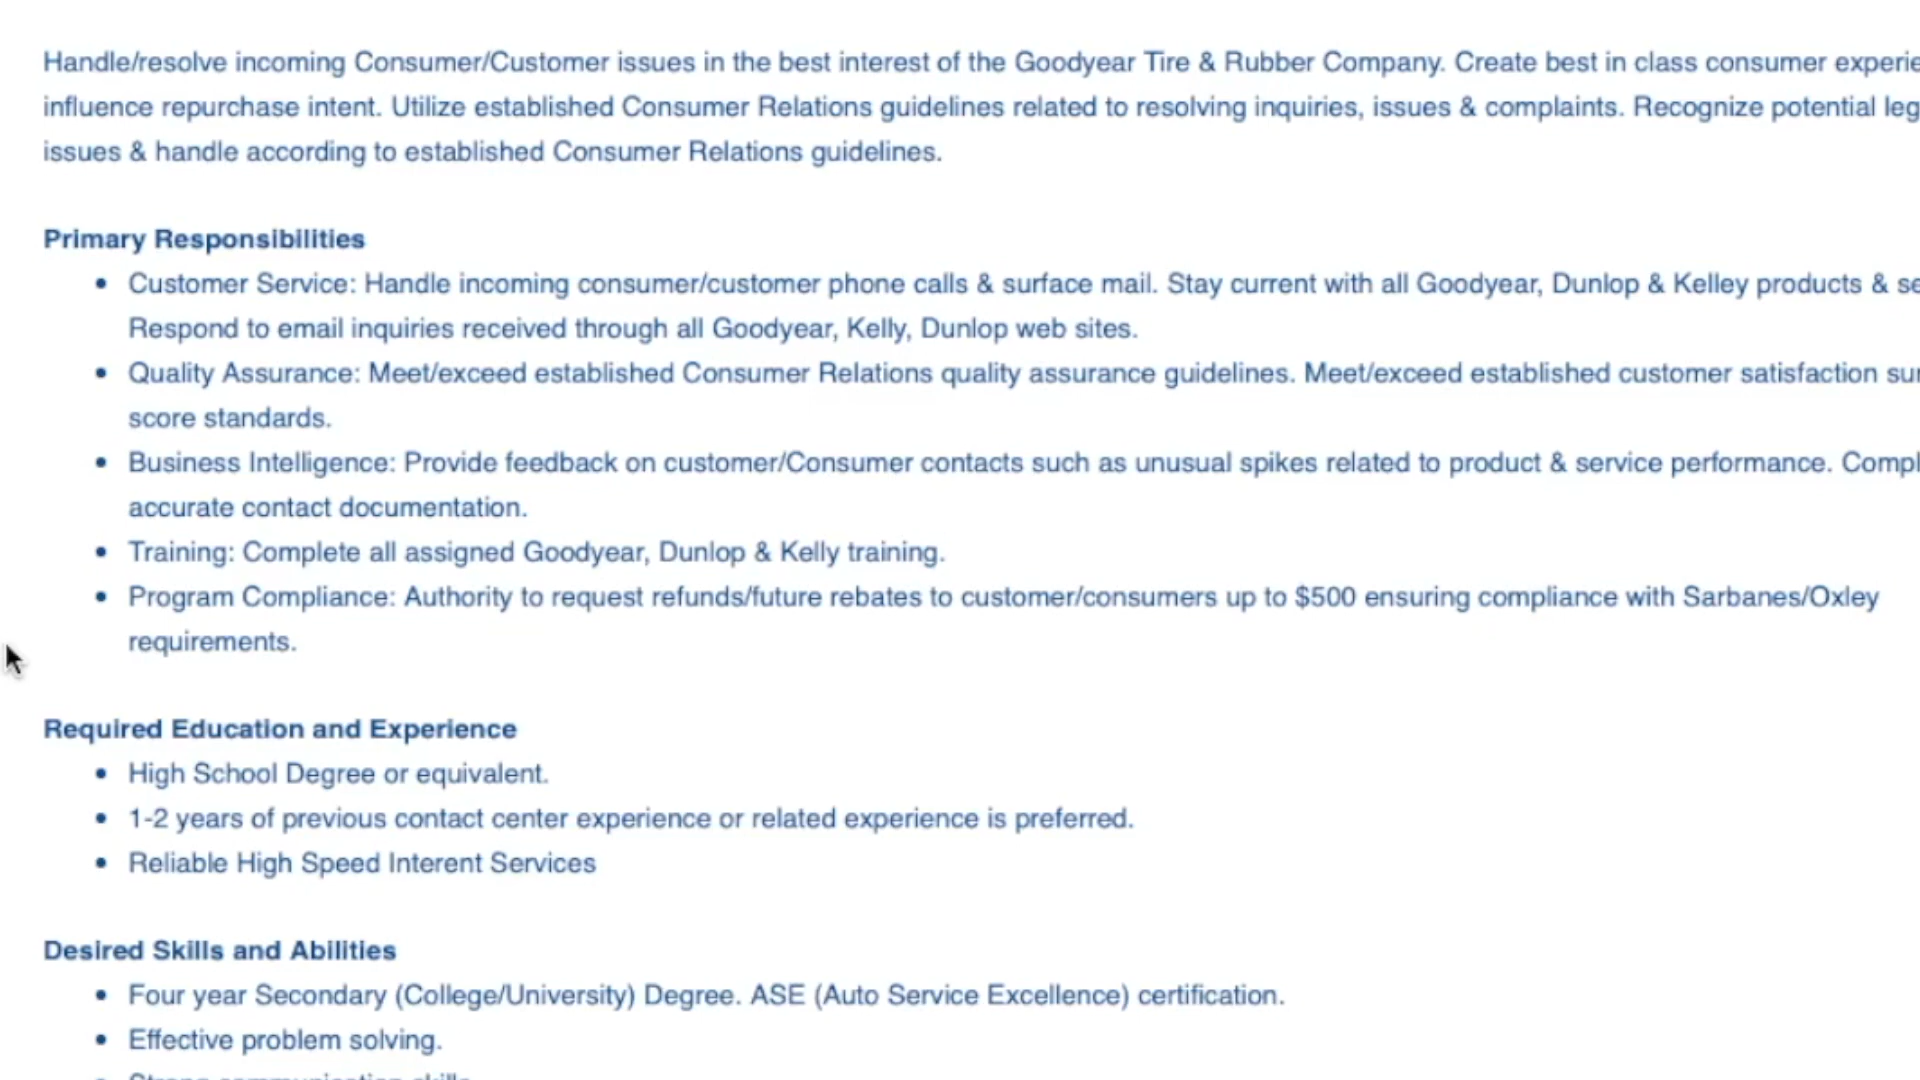 Handle/resolve incoming Consumer/Customer issues in the best interest of the Goodyear Tire & Rubber Company. Create best in class consumer experie
influence repurchase intent. Utilize established Consumer Relations guidelines related to resolving inquiries, issues & complaints. Recognize potential leg
issues & handle according to established Consumer Relations guidelines.
Primary Responsibilities
• Customer Service: Handle incoming consumer/customer phone calls & surface mail. Stay current with all Goodyear, Dunlop & Kelley products & se
Respond to email inquiries received through all Goodyear, Kelly, Dunlop web sites.
• Quality Assurance: Meet/exceed established Consumer Relations quality assurance guidelines. Meet/exceed established customer satisfaction sur
score standards.
• Business Intelligence: Provide feedback on customer/Consumer contacts such as unusual spikes related to product & service performance. Compl
accurate contact documentation.
• Training: Complete all assigned Goodyear, Dunlop & Kelly training.
• Program Compliance: Authority to request refunds/future rebates to customer/consumers up to $500 ensuring compliance with Sarbanes/Oxley
requirements.
Required Education and Experience
• High School Degree or equivalent.
• 1-2 years of previous contact center experience or related experience is preferred.
• Reliable High Speed Interent Services
Desired Skills and Abilities
• Four year Secondary (College/University) Degree. ASE (Auto Service Excellence) certification.
• Effective problem solving.
• Strong communication skills